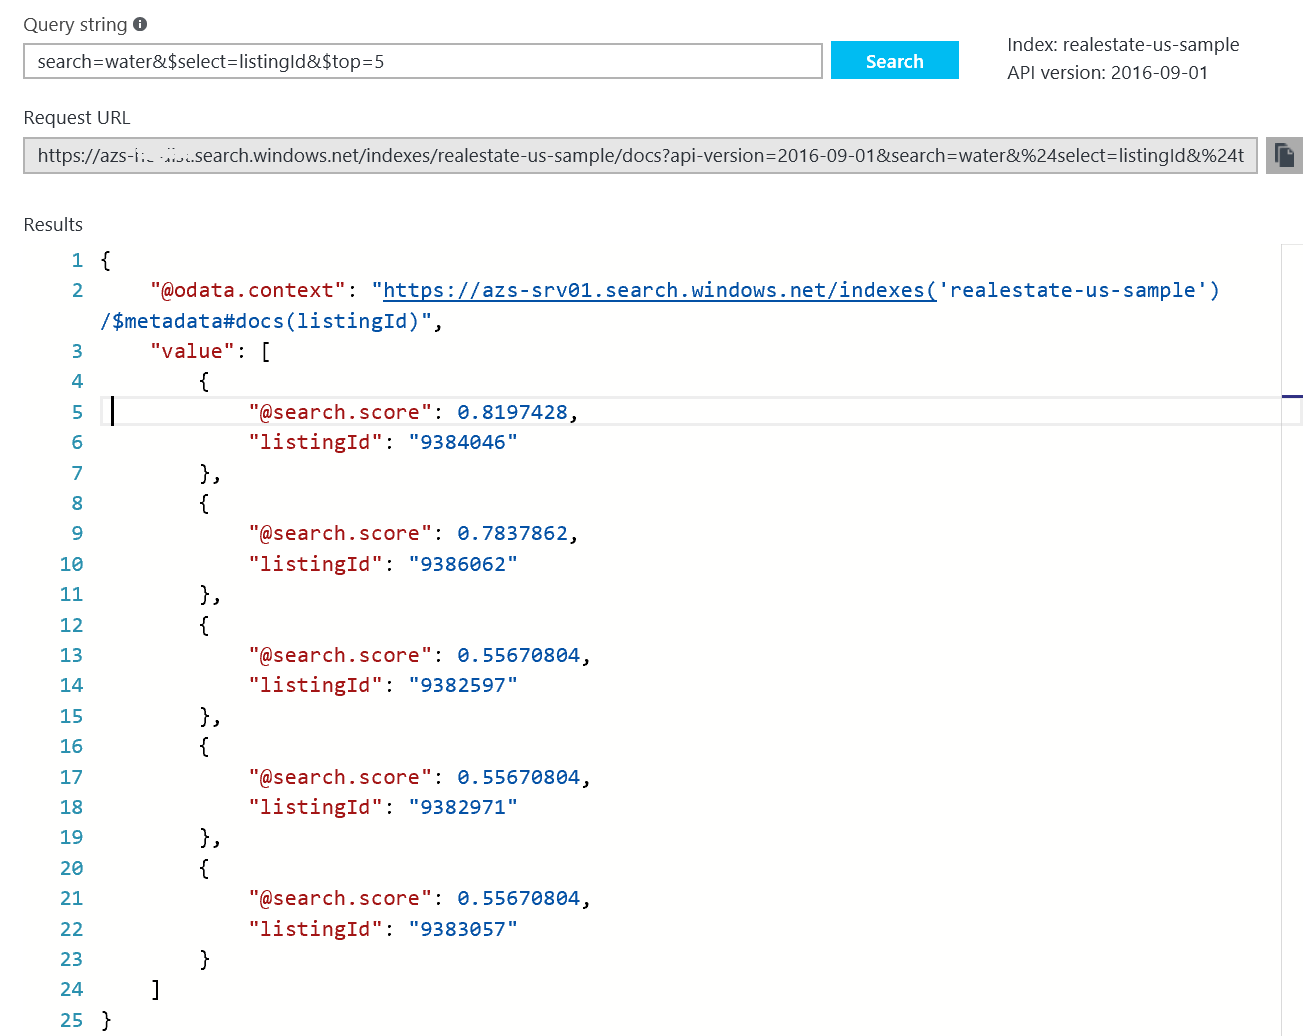 Query string
search=water&$select=listingId&$top=5
Search
Index: realestate-us-sample
API version: 2016-09-01
Request URL
https://azs- .search.windows.net/indexes/realestate-us-sample/docs?api-version=2016-09-01&search=water&%24select=listingId&%24t
Results
1 {
2 "@odata.context": "https://azs-srv01.search.windows.net/indexes('realestate-us-sample')
/$metadata#docs(listingId)",
3 "value": [
4 {
5 "@search.score": 0.8197428,
6 "listingId": "9384046"
7 },
8 {
9 "@search.score": 0.7837862,
10 "listingId": "9386062"
11 },
12 {
13 "@search.score": 0.55670804,
14 "listingId": "9382597"
15 },
16 {
17 "@search.score": 0.55670804,
18 "listingId": "9382971"
19 },
20 {
21 "@search.score": 0.55670804,
22 "listingId": "9383057"
23 }
24 ]
25 }